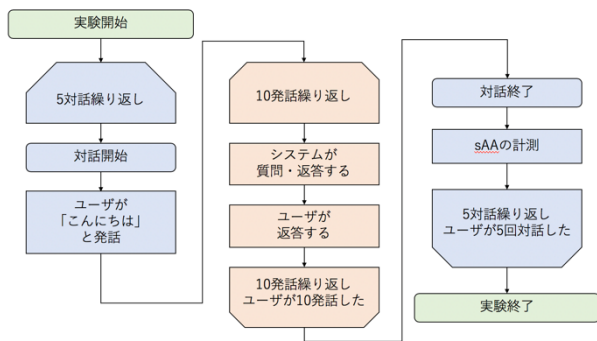 実験開始
5対話繰り返し
対話開始
ユーザが
「こんにちは」
と発話
10発話繰り返し
システムが
質問・返答する
ユーザが
返答する
10発話繰り返し
ユーザが10発話した
対話終了
sAAの計測
5対話繰り返し
ユーザが5回対話した
実験終了